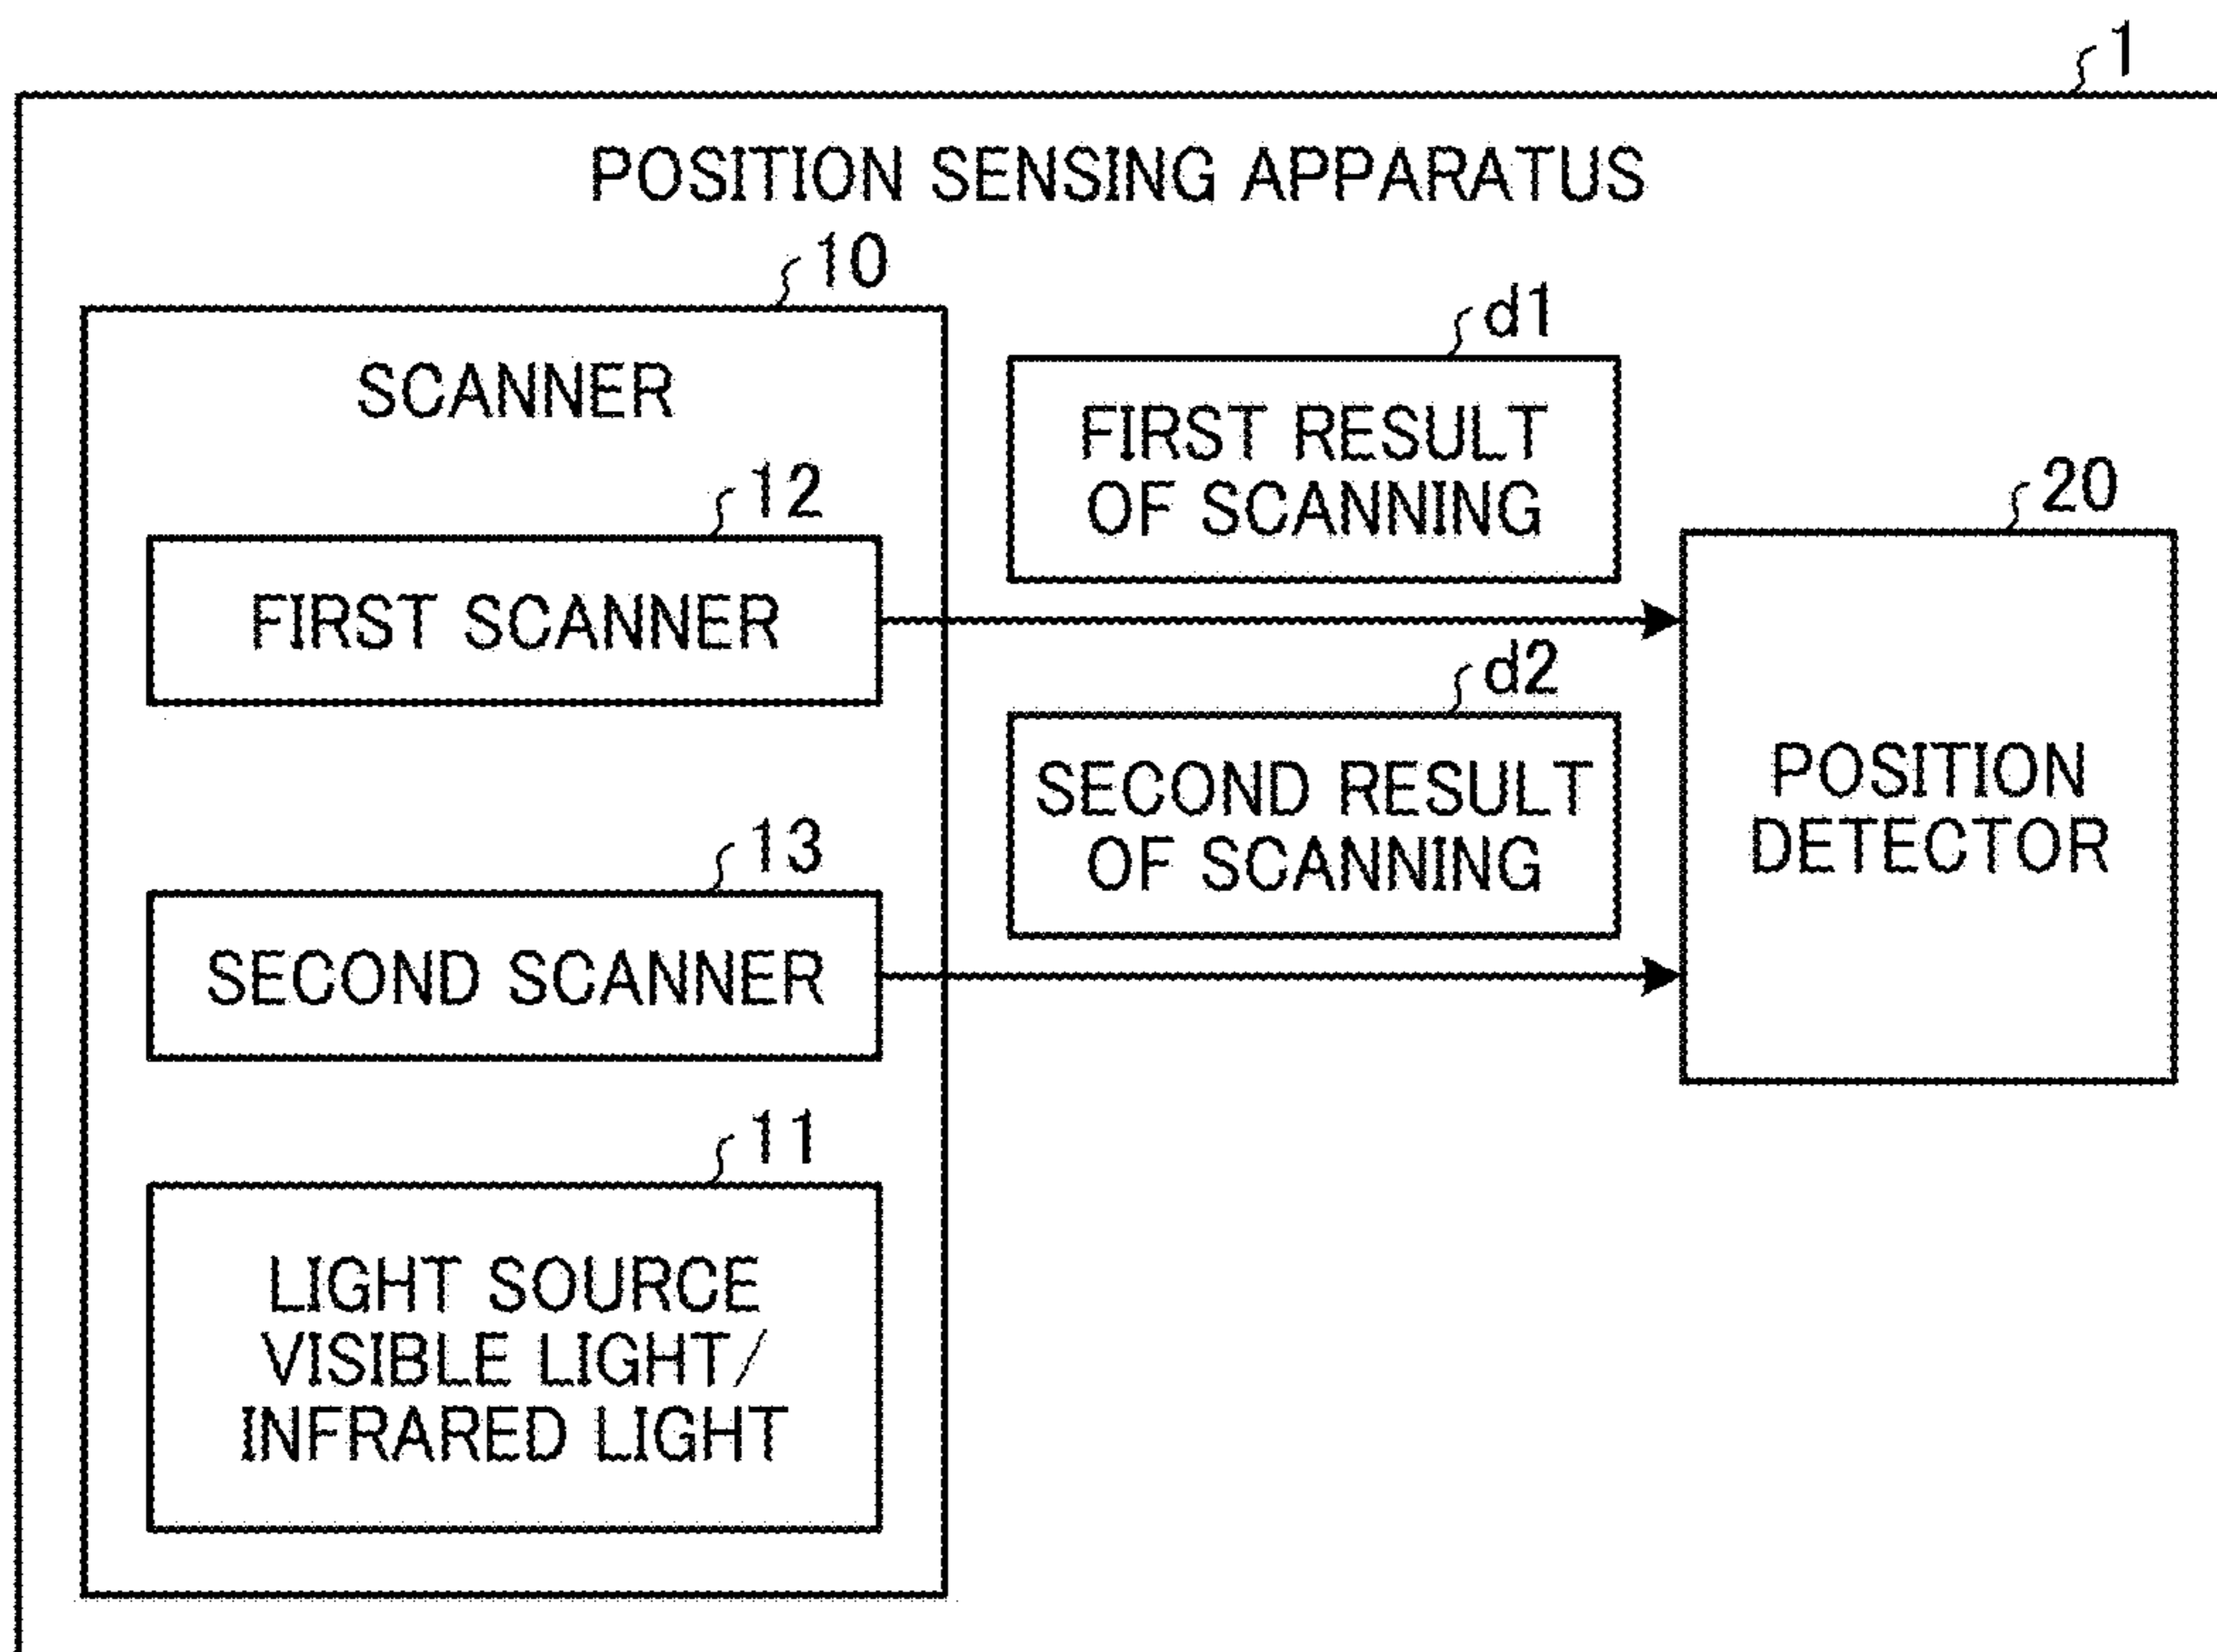 1
POSITION SENSING APPARATUS
10
SCANNER
d1
FIRST RESULT
OF SCANNING
12
FIRST SCANNER
20
POSITION
DETECTOR
d2
SECOND RESULT
OF SCANNING
13
SECOND SCANNER
11
LIGHT SOURCE
VISIBLE LIGHT/
INFRARED LIGHT